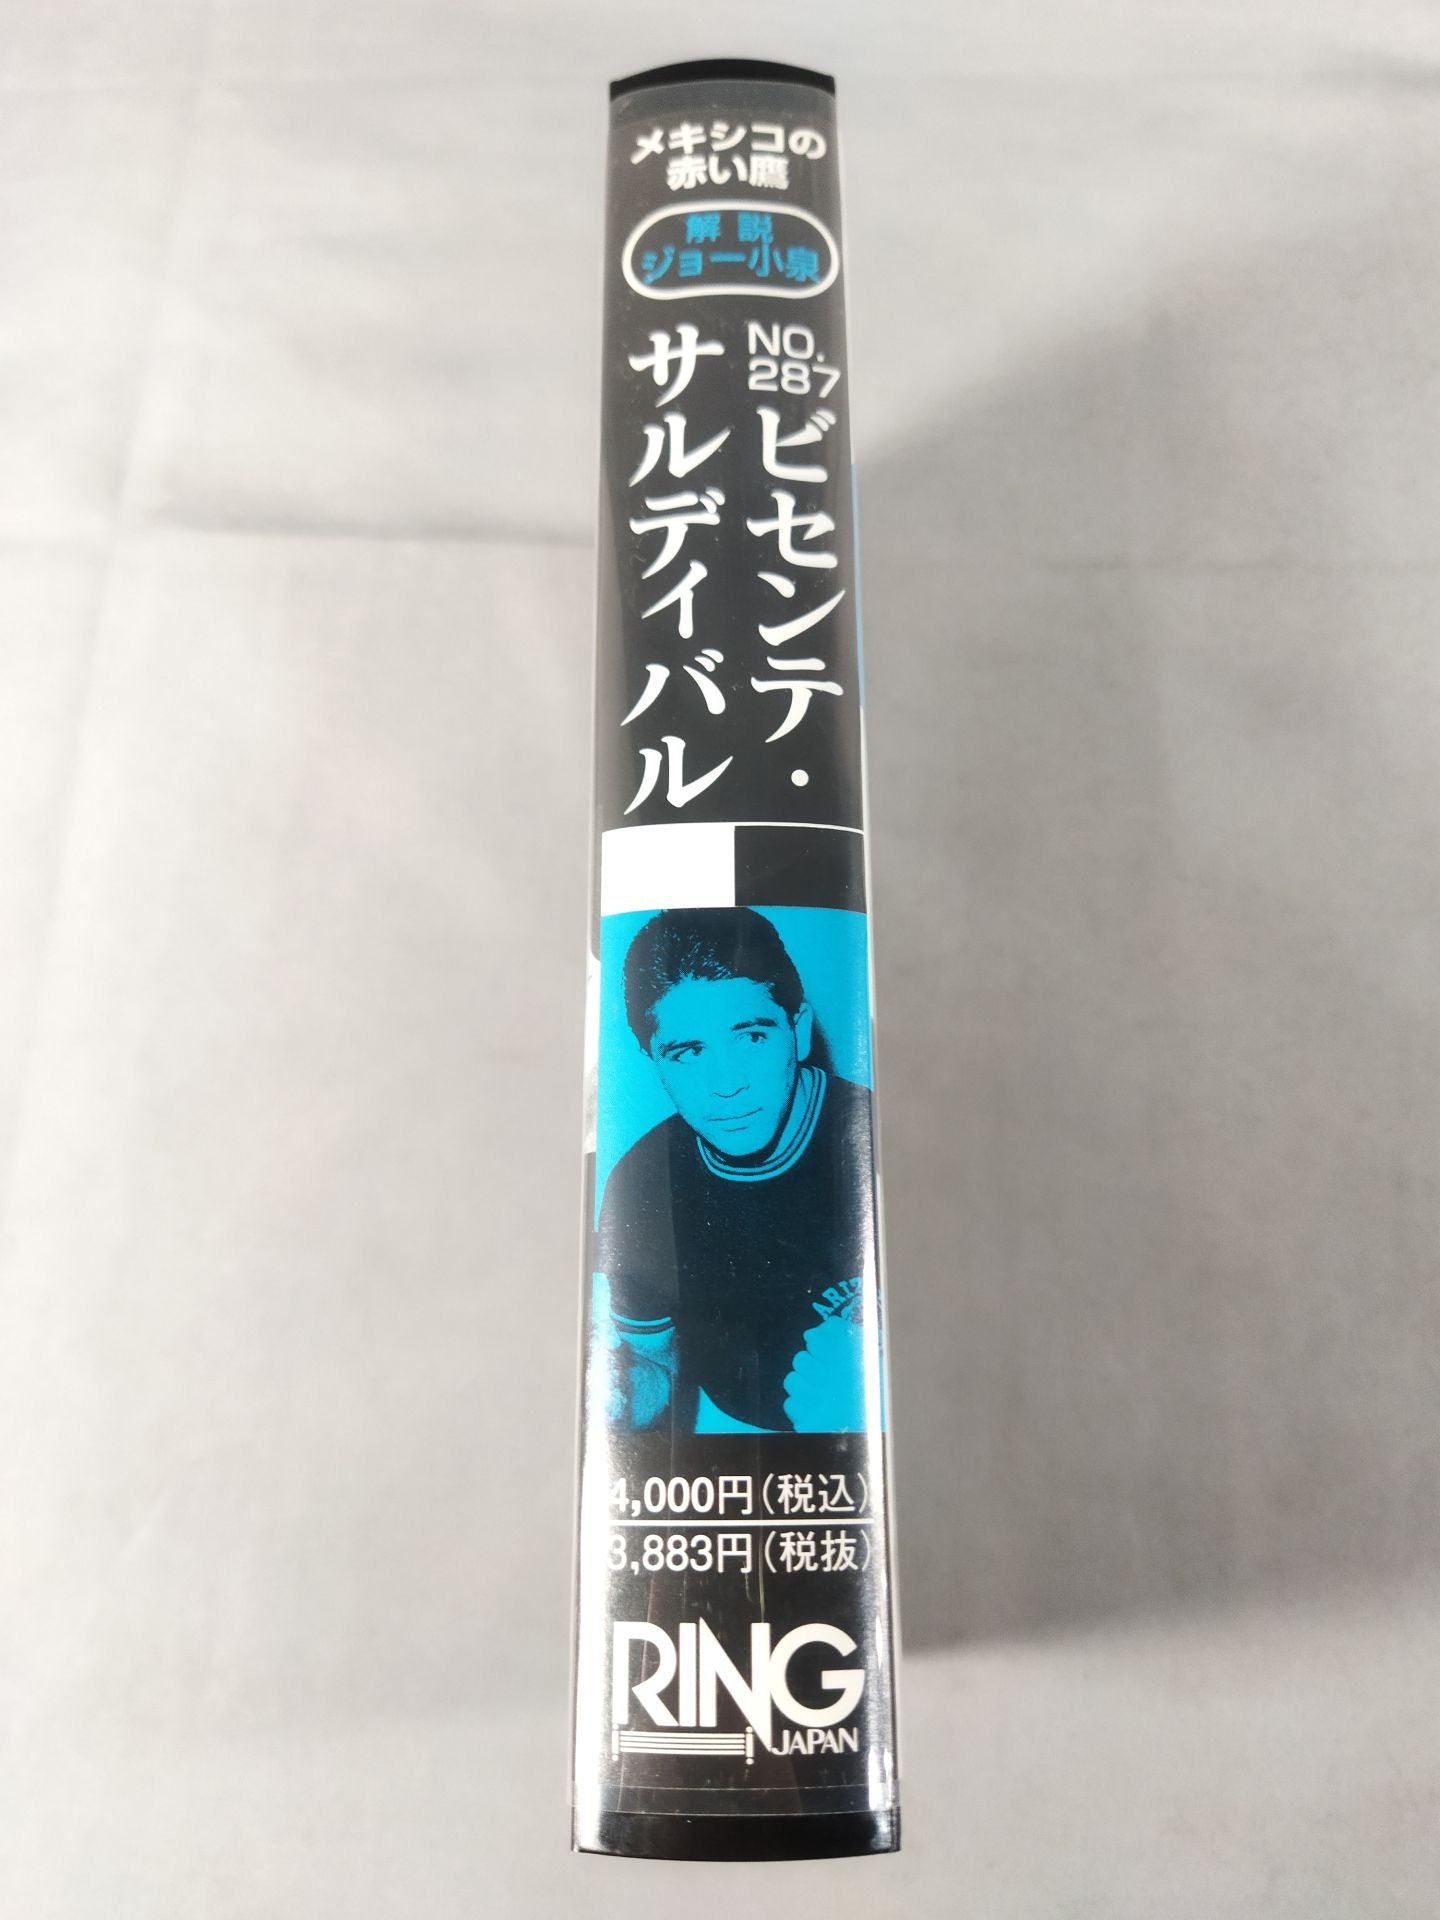 メキシコの
赤い鷹
解説
ジョー小泉
NO.
287
ビセンテ・
サルディバル
ARIZ
4,000円(税込)
3,883円(税抜)
RING
JAPAN